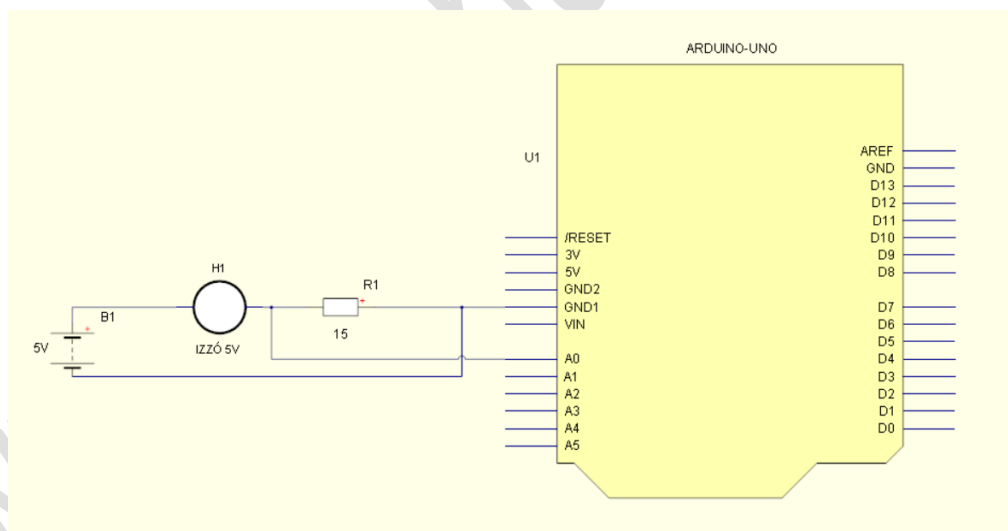 ARDUINO-UNO
U1
AREF
GND
D13
D12
D11
/RESET
D10
3V
D9
5V
D8
GND2
GND1
D7
VIN
D6
D5
A0
D4
A1
D3
A2
D2
A3
D1
A4
D0
A5
H1
R1
+
B1
+
5V
IZZÓ 5V
15